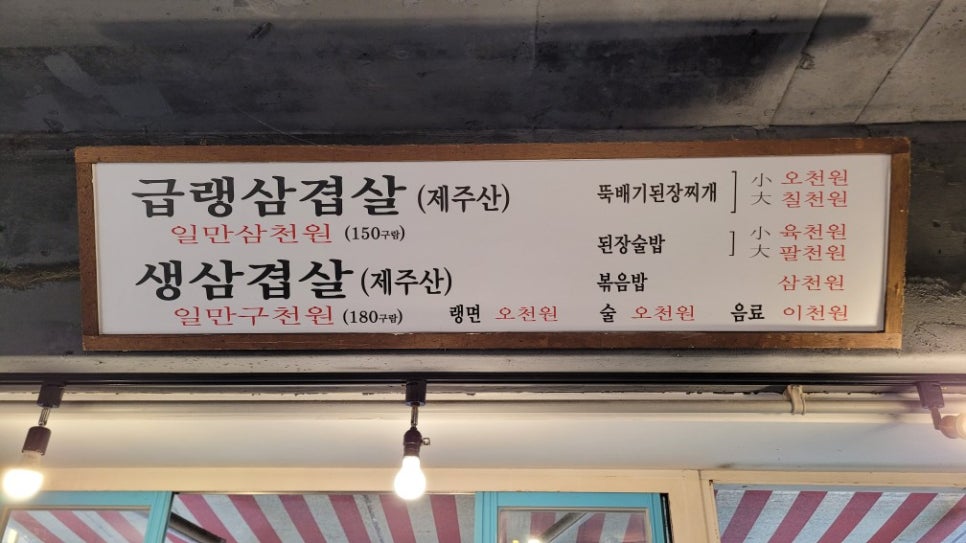 급랭삼겹살 (제주산)
일만삼천원 (150구람)
생삼겹살 (제주산)
일만구천원 (180구람)
뚝배기된장찌개 ] 小 오천원
大 칠천원
된장술밥 ] 小 육천원
大 팔천원
볶음밥 삼천원
랭면 오천원 술 오천원 음료 이천원